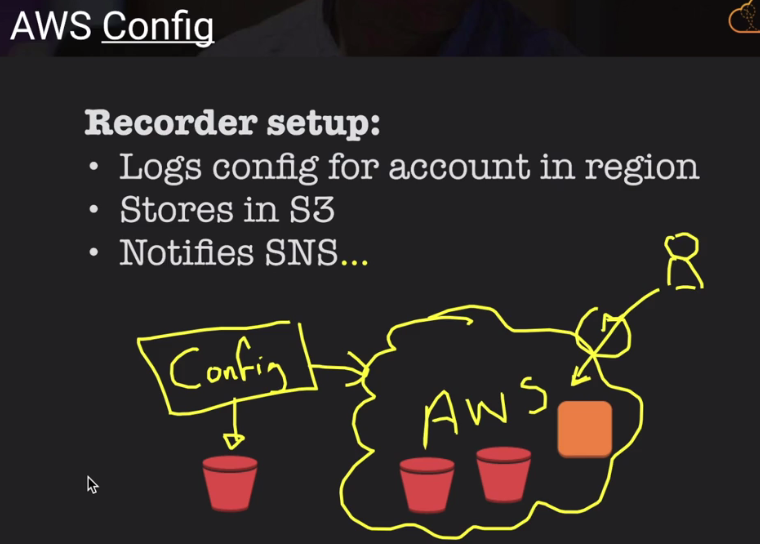 AWS Config
Recorder setup:
• Logs config for account in region
• Stores in S3
• Notifies SNS...
Config
AWS